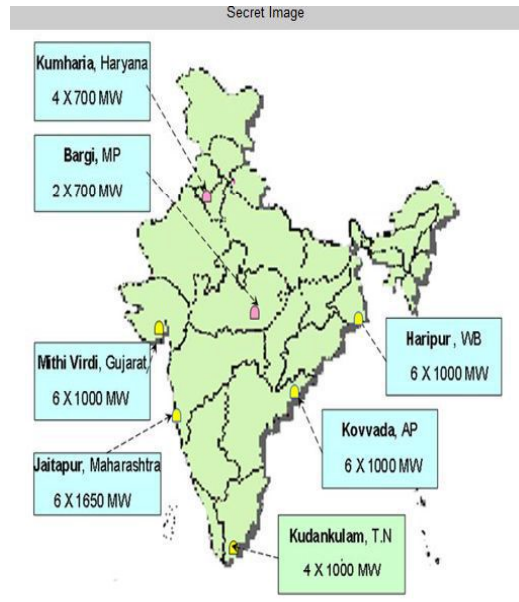 Secret Image
Kumharia, Haryana
4 X 700 MW
Bargi, MP
2 X 700 MW
Mithi Virdi, Gujarat
6 X 1000 MW
Jaitapur, Maharashtra
6 X 1650 MW
Haripur , WB
6 X 1000 MW
Kovvada, AP
6 X 1000 MW
Kudankulam, T.N
4 X 1000 MW